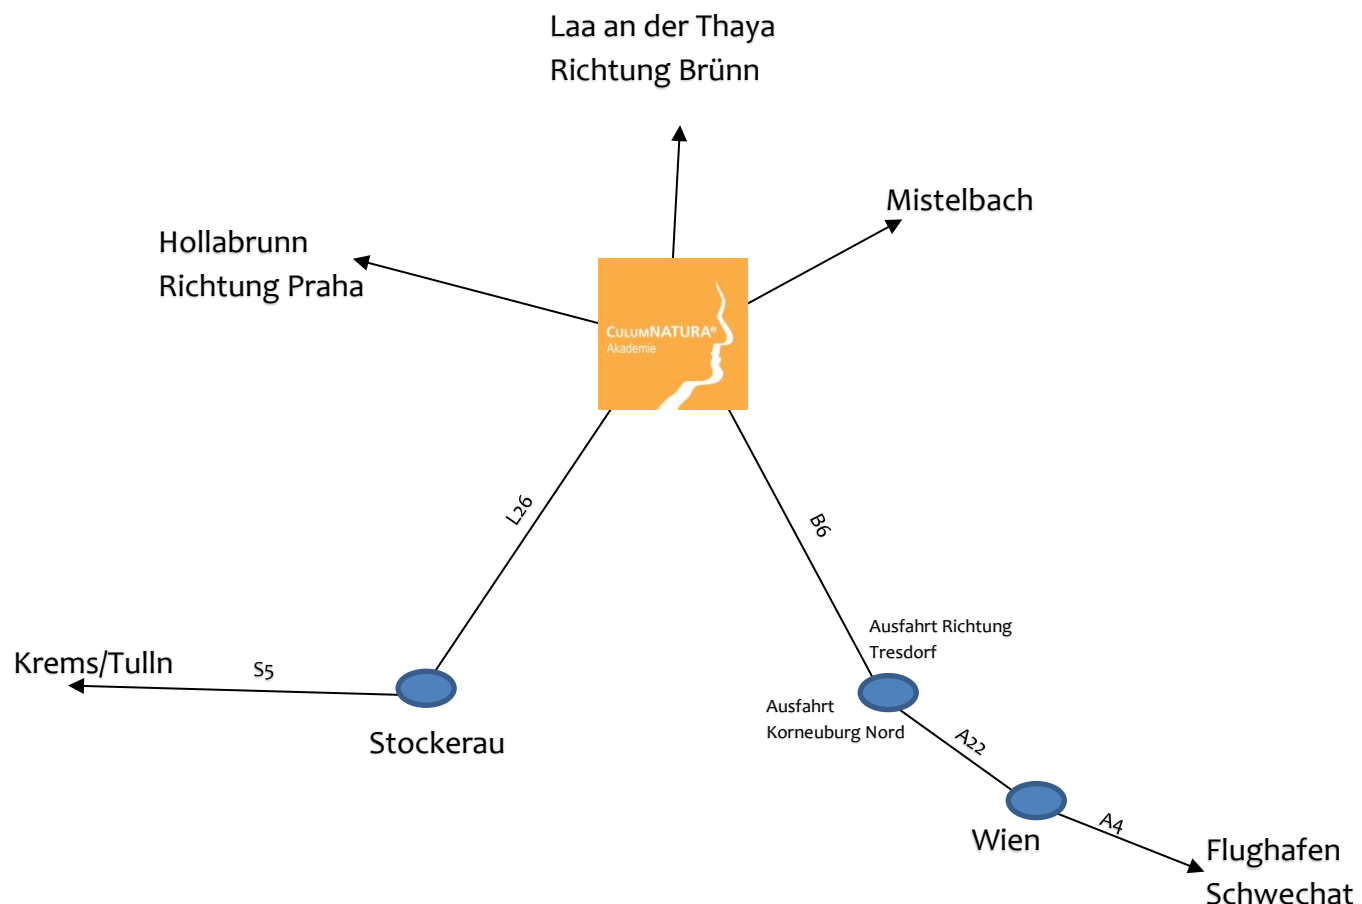 Laa an der Thaya
Richtung Brünn
Mistelbach
Hollabrunn
Richtung Praha
CULUMNATURA®
Akademie
L26
B6
Ausfahrt Richtung
Tresdorf
Krems/Tulln
S5
Ausfahrt
Korneuburg Nord
Stockerau
A22
Wien
A4
Flughafen
Schwechat